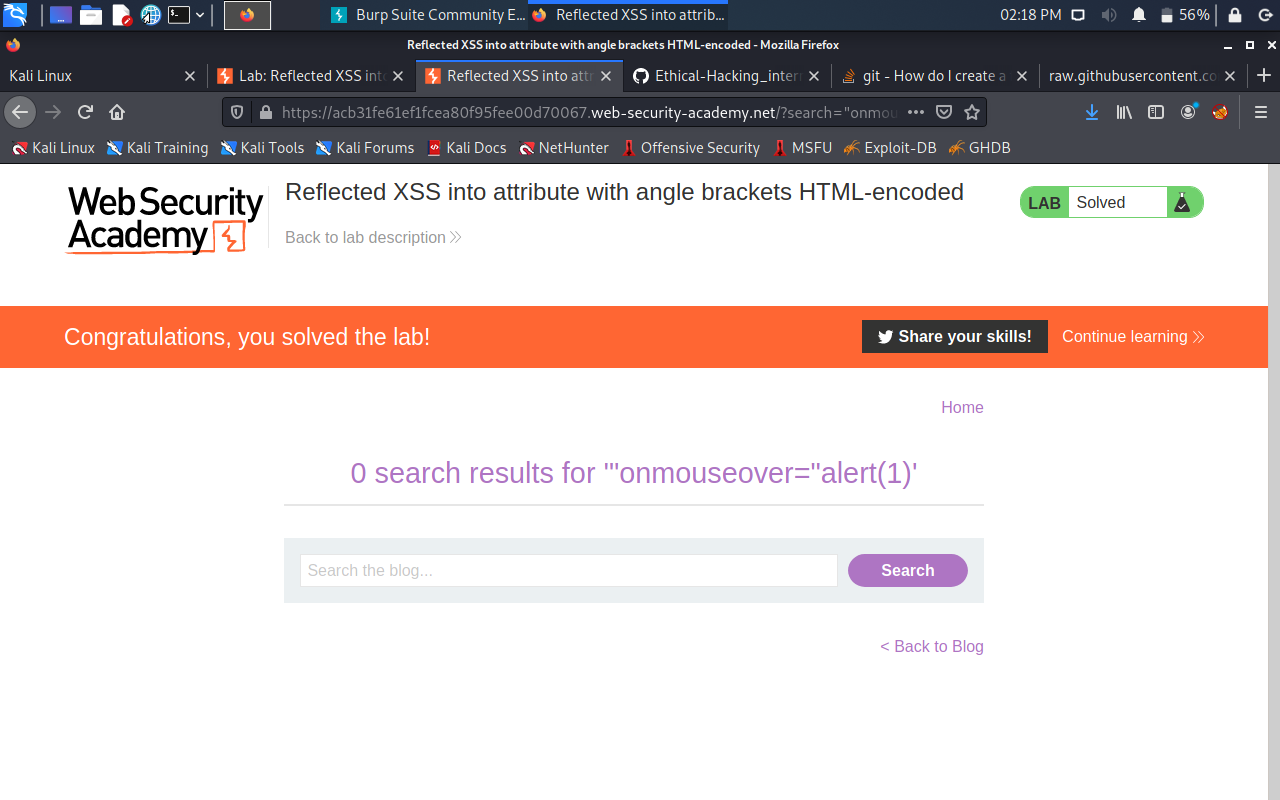 Burp Suite Community E...
Reflected XSS into attrib...
02:18 PM
56%
Reflected XSS into attribute with angle brackets HTML-encoded - Mozilla Firefox
Kali Linux
Lab: Reflected XSS into
Reflected XSS into attr
Ethical-Hacking_intern
git - How do I create a
raw.githubusercontent.co
https://acb31fe61ef1fcea80f95fee00d70067.web-security-academy.net/?search="onmou
Kali Linux
Kali Training
Kali Tools
Kali Forums
Kali Docs
NetHunter
Offensive Security
MSFU
Exploit-DB
GHDB
Web Security
Academy
Reflected XSS into attribute with angle brackets HTML-encoded
Back to lab description
LAB
Solved
Congratulations, you solved the lab!
Share your skills!
Continue learning
Home
0 search results for '"onmouseover="alert(1)'
Search the blog...
Search
< Back to Blog